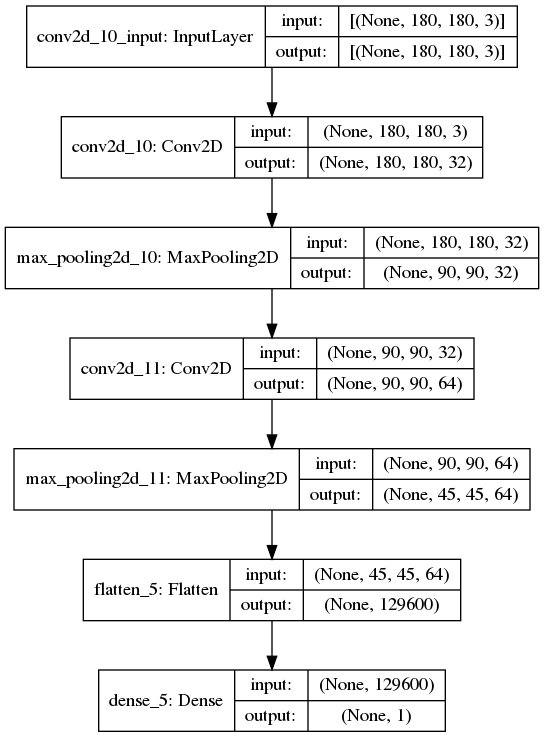 conv2d_10_input: InputLayer
input:
[(None, 180, 180, 3)]
output:
[(None, 180, 180, 3)]
conv2d_10: Conv2D
input:
(None, 180, 180, 3)
output:
(None, 180, 180, 32)
max_pooling2d_10: MaxPooling2D
input:
(None, 180, 180, 32)
output:
(None, 90, 90, 32)
conv2d_11: Conv2D
input:
(None, 90, 90, 32)
output:
(None, 90, 90, 64)
max_pooling2d_11: MaxPooling2D
input:
(None, 90, 90, 64)
output:
(None, 45, 45, 64)
flatten_5: Flatten
input:
(None, 45, 45, 64)
output:
(None, 129600)
dense_5: Dense
input:
(None, 129600)
output:
(None, 1)